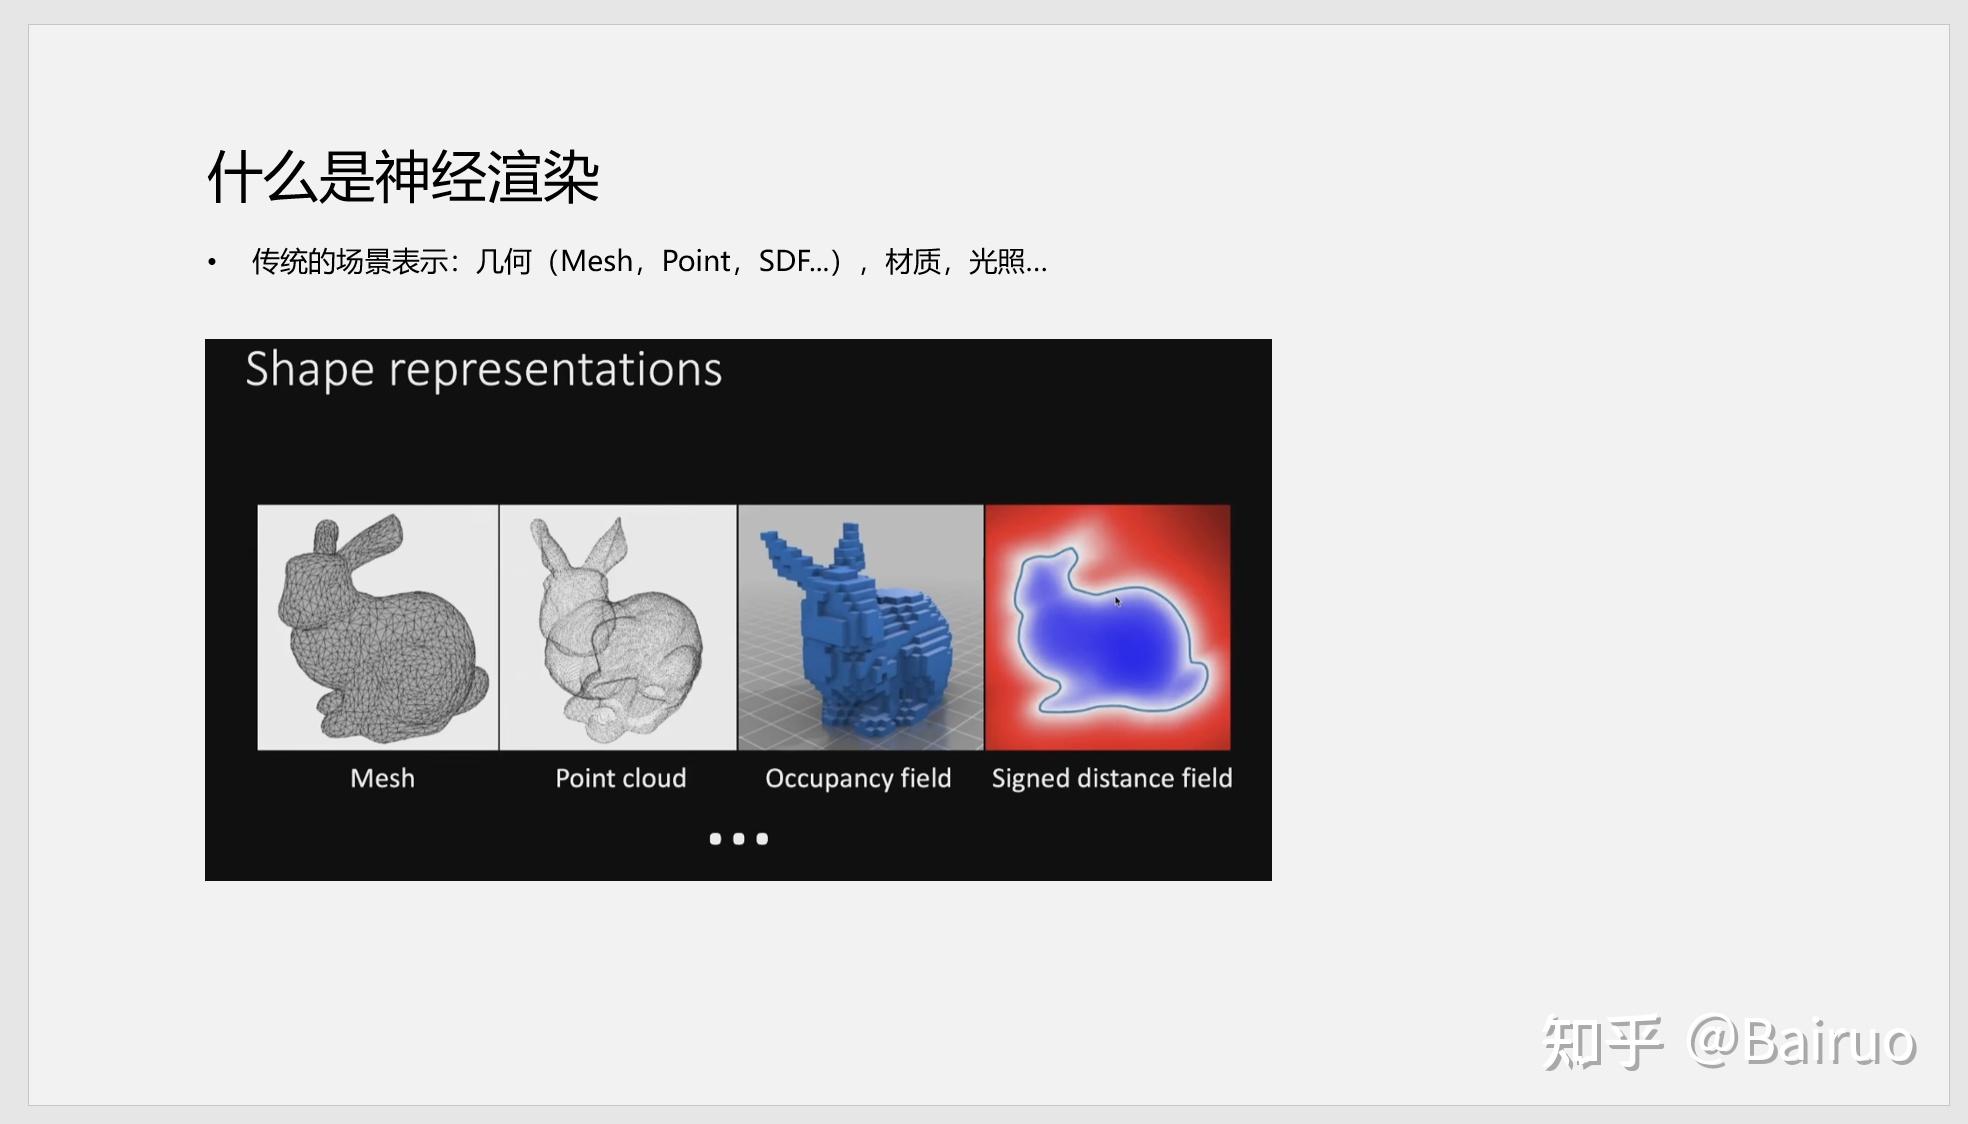 什么是神经渲染
• 传统的场景表示：几何（Mesh，Point，SDF...），材质，光照...
Shape representations
Mesh
Point cloud
Occupancy field
Signed distance field
...
知乎 @Bairuo